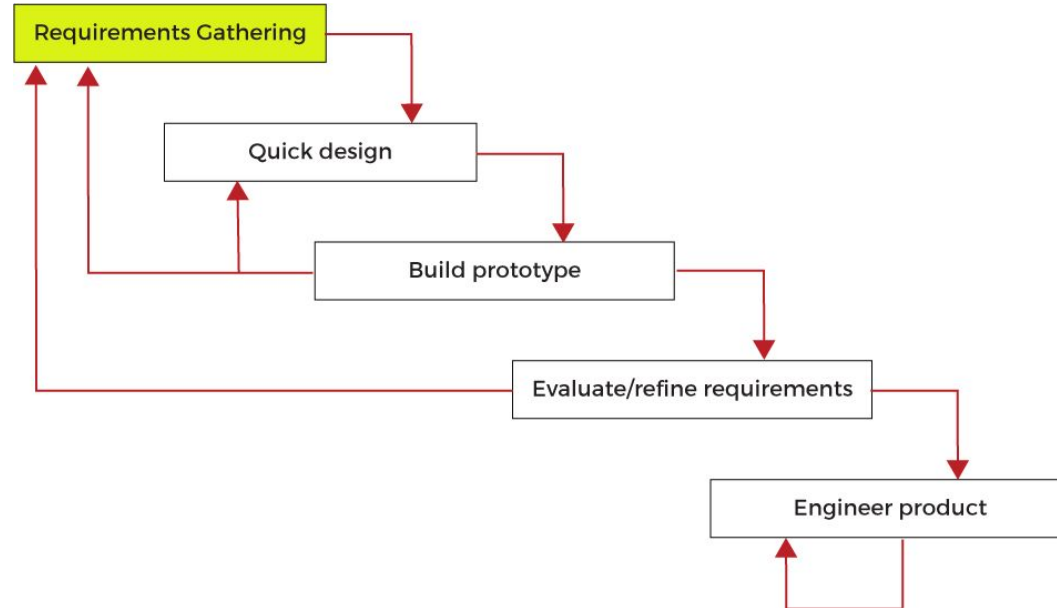 Requirements Gathering
Quick design
Build prototype
Evaluate/refine requirements
Engineer product